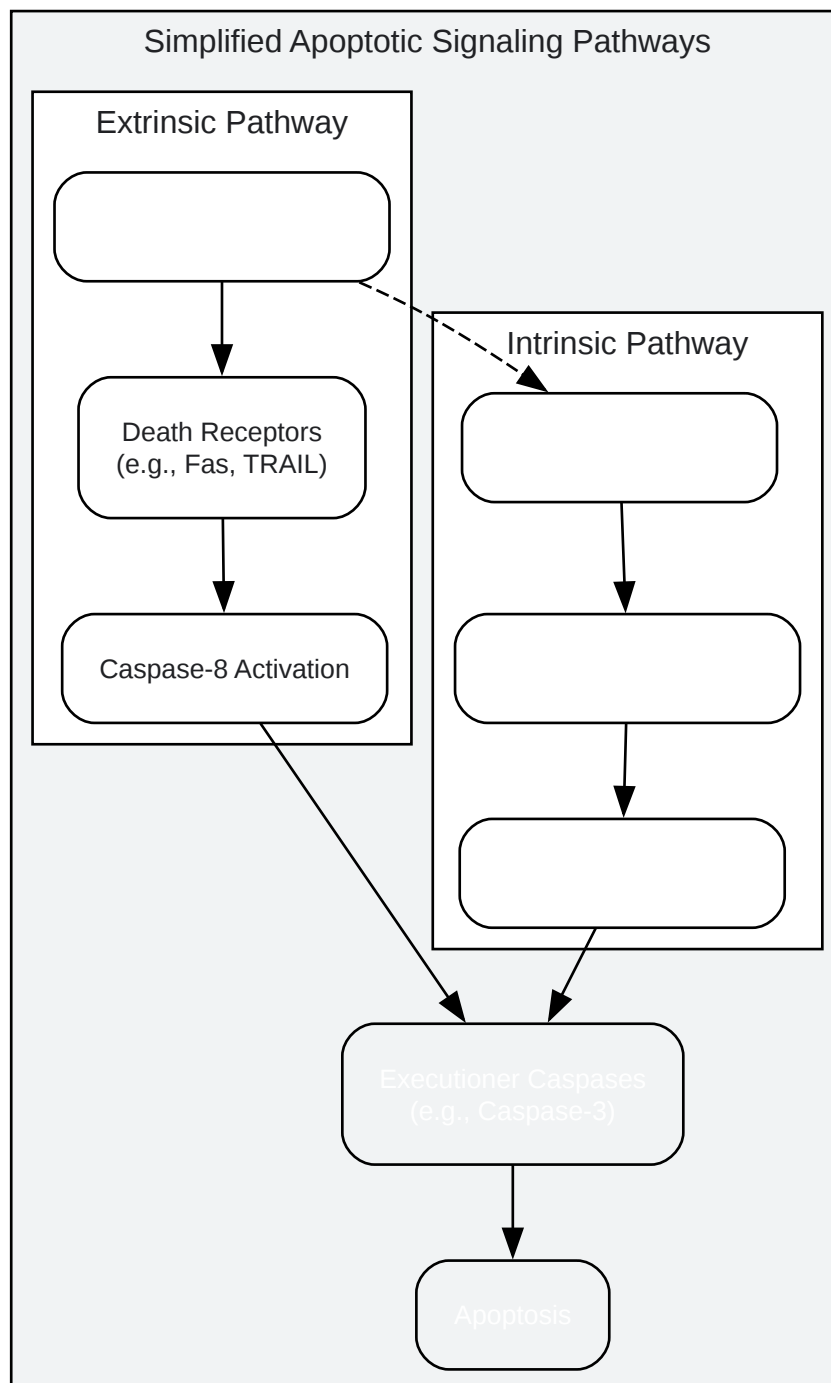 Simplified Apoptotic Signaling Pathways
Extrinsic Pathway
Intrinsic Pathway
Death Receptors
(e.g., Fas, TRAIL)
Caspase-8 Activation
Executioner Caspases
(e.g., Caspase-3)
Apoptosis